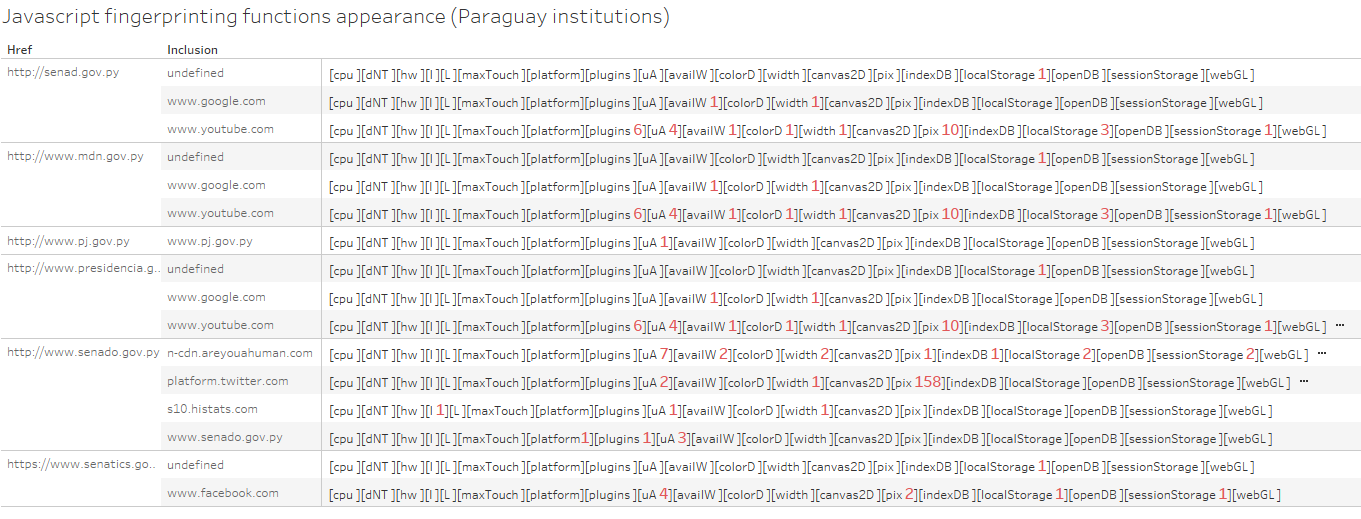 Javascript fingerprinting functions appearance (Paraguay institutions)
Href Inclusion
http://senad.gov.py undefined [cpu ][dNT ][hw ][l ][L ][maxTouch ][platform][plugins ][uA ][availW ][colorD ][width ][canvas2D ][pix ][indexDB ][localStorage 1][openDB ][sessionStorage ][webGL ]
www.google.com [cpu ][dNT ][hw ][l ][L ][maxTouch ][platform][plugins ][uA ][availW 1][colorD ][width 1][canvas2D ][pix ][indexDB ][localStorage ][openDB ][sessionStorage ][webGL ]
www.youtube.com [cpu ][dNT ][hw ][l ][L ][maxTouch ][platform][plugins 6][uA 4][availW 1][colorD 1][width 1][canvas2D ][pix 10][indexDB ][localStorage 3][openDB ][sessionStorage 1][webGL ]
http://www.mdn.gov.py undefined [cpu ][dNT ][hw ][l ][L ][maxTouch ][platform][plugins ][uA ][availW ][colorD ][width ][canvas2D ][pix ][indexDB ][localStorage 1][openDB ][sessionStorage ][webGL ]
www.google.com [cpu ][dNT ][hw ][l ][L ][maxTouch ][platform][plugins ][uA ][availW 1][colorD ][width 1][canvas2D ][pix ][indexDB ][localStorage ][openDB ][sessionStorage ][webGL ]
www.youtube.com [cpu ][dNT ][hw ][l ][L ][maxTouch ][platform][plugins 6][uA 4][availW 1][colorD 1][width 1][canvas2D ][pix 10][indexDB ][localStorage 3][openDB ][sessionStorage 1][webGL ]
http://www.pj.gov.py www.pj.gov.py [cpu ][dNT ][hw ][l ][L ][maxTouch ][platform][plugins ][uA 1][availW ][colorD ][width ][canvas2D ][pix ][indexDB ][localStorage ][openDB ][sessionStorage ][webGL ]
http://www.presidencia.g.. undefined [cpu ][dNT ][hw ][l ][L ][maxTouch ][platform][plugins ][uA ][availW ][colorD ][width ][canvas2D ][pix ][indexDB ][localStorage 1][openDB ][sessionStorage ][webGL ]
www.google.com [cpu ][dNT ][hw ][l ][L ][maxTouch ][platform][plugins ][uA ][availW 1][colorD ][width 1][canvas2D ][pix ][indexDB ][localStorage ][openDB ][sessionStorage ][webGL ]
www.youtube.com [cpu ][dNT ][hw ][l ][L ][maxTouch ][platform][plugins 6][uA 4][availW 1][colorD 1][width 1][canvas2D ][pix 10][indexDB ][localStorage 3][openDB ][sessionStorage 1][webGL ] ...
http://www.senado.gov.py n-cdn.areyouahuman.com [cpu ][dNT ][hw ][l ][L ][maxTouch ][platform][plugins ][uA 7][availW 2][colorD ][width 2][canvas2D ][pix 1][indexDB 1][localStorage 2][openDB ][sessionStorage 2][webGL ] ...
platform.twitter.com [cpu ][dNT ][hw ][l ][L ][maxTouch ][platform][plugins ][uA 2][availW ][colorD ][width 1][canvas2D ][pix 158][indexDB ][localStorage ][openDB ][sessionStorage ][webGL ] ...
s10.histats.com [cpu ][dNT ][hw ][l 1][L ][maxTouch ][platform][plugins ][uA 1][availW ][colorD ][width 1][canvas2D ][pix ][indexDB ][localStorage ][openDB ][sessionStorage ][webGL ]
www.senado.gov.py [cpu ][dNT ][hw ][l ][L ][maxTouch ][platform1][plugins 1][uA 3][availW ][colorD ][width ][canvas2D ][pix ][indexDB ][localStorage ][openDB ][sessionStorage ][webGL ]
https://www.senatics.go.. undefined [cpu ][dNT ][hw ][l ][L ][maxTouch ][platform][plugins ][uA ][availW ][colorD ][width ][canvas2D ][pix ][indexDB ][localStorage 1][openDB ][sessionStorage ][webGL ]
www.facebook.com [cpu ][dNT ][hw ][l ][L ][maxTouch ][platform][plugins ][uA 4][availW ][colorD ][width ][canvas2D ][pix 2][indexDB ][localStorage 1][openDB ][sessionStorage 1][webGL ]